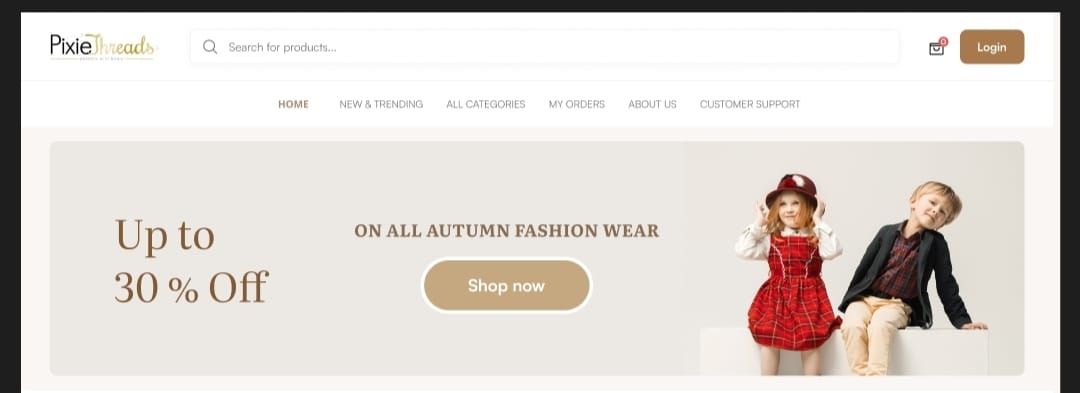 PixieThreads
Search for products...
0
Login
HOME
NEW & TRENDING
ALL CATEGORIES
MY ORDERS
ABOUT US
CUSTOMER SUPPORT
Up to
30 % Off
ON ALL AUTUMN FASHION WEAR
Shop now